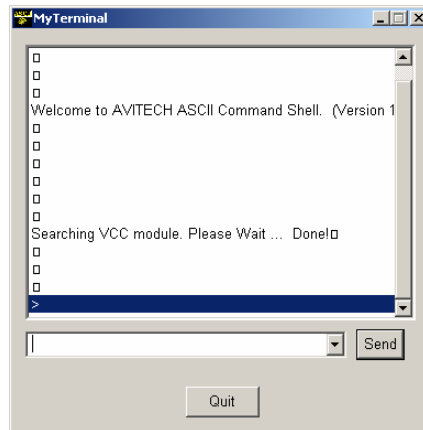 MyTerminal
Welcome to AVITECH ASCII Command Shell. (Version 1
Searching VCC module. Please Wait ... Done!
>
Send
Quit